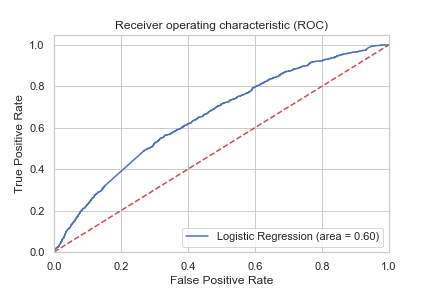 Receiver operating characteristic (ROC)
True Positive Rate
1.0
0.8
0.6
0.4
0.2
0.0
Logistic Regression (area = 0.60)
0.0 0.2 0.4 0.6 0.8 1.0
False Positive Rate